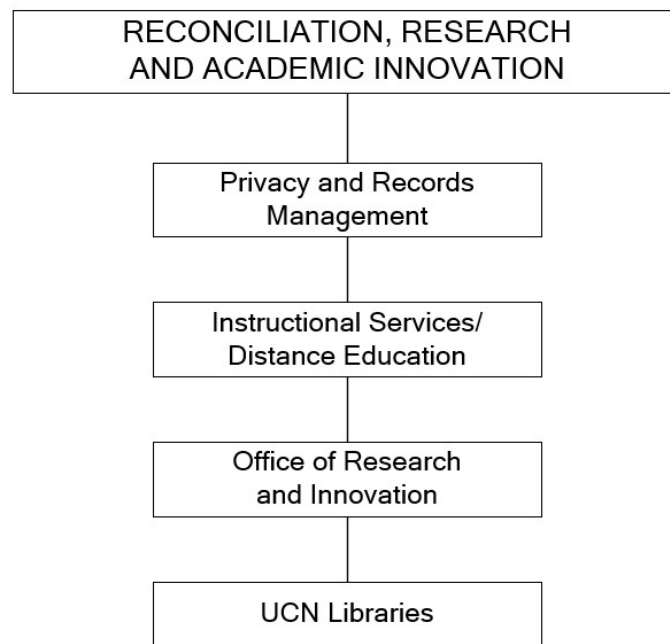 RECONCILIATION, RESEARCH
AND ACADEMIC INNOVATION
Privacy and Records
Management
Instructional Services/
Distance Education
Office of Research
and Innovation
UCN Libraries